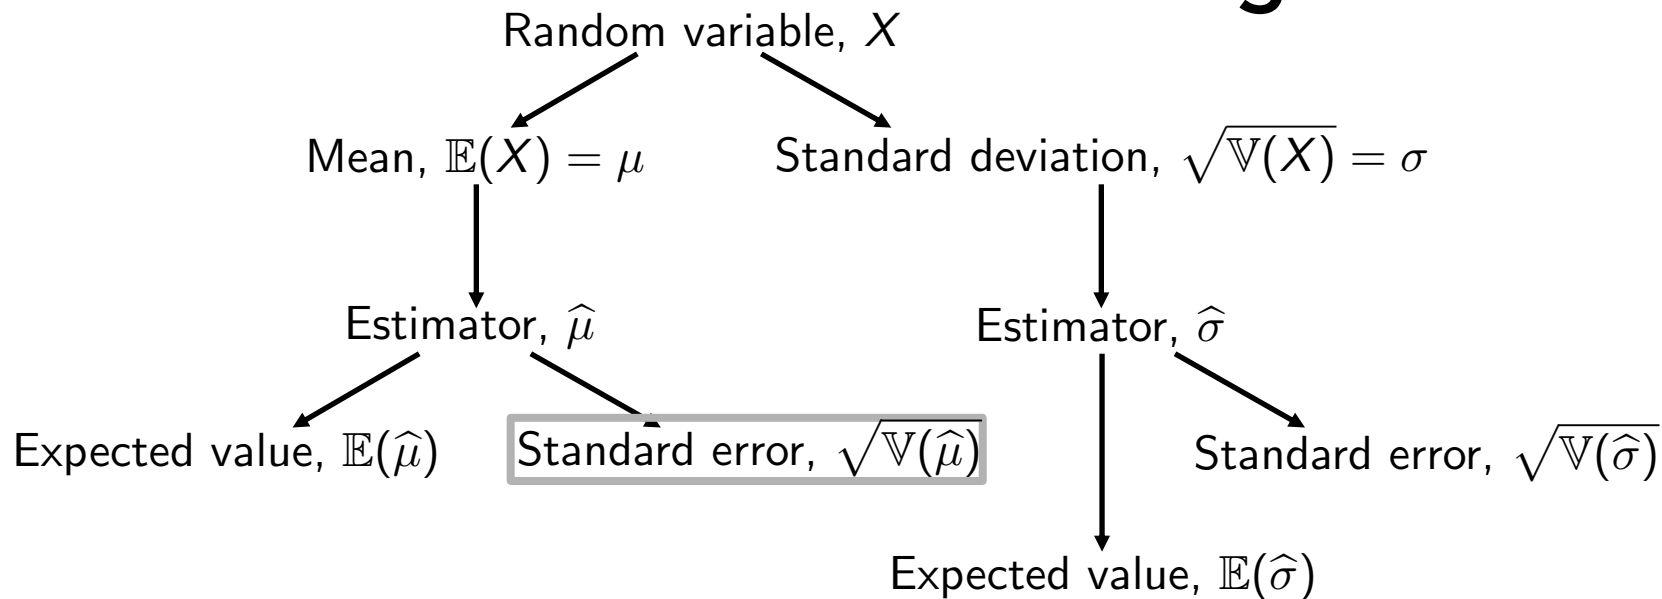 Random variable, X
Mean, 𝔼(X) = μ
Standard deviation, √𝕍(X) = σ
Estimator, μ̂
Estimator, σ̂
Expected value, 𝔼(μ̂)
Standard error, √𝕍(μ̂)
Standard error, √𝕍(σ̂)
Expected value, 𝔼(σ̂)